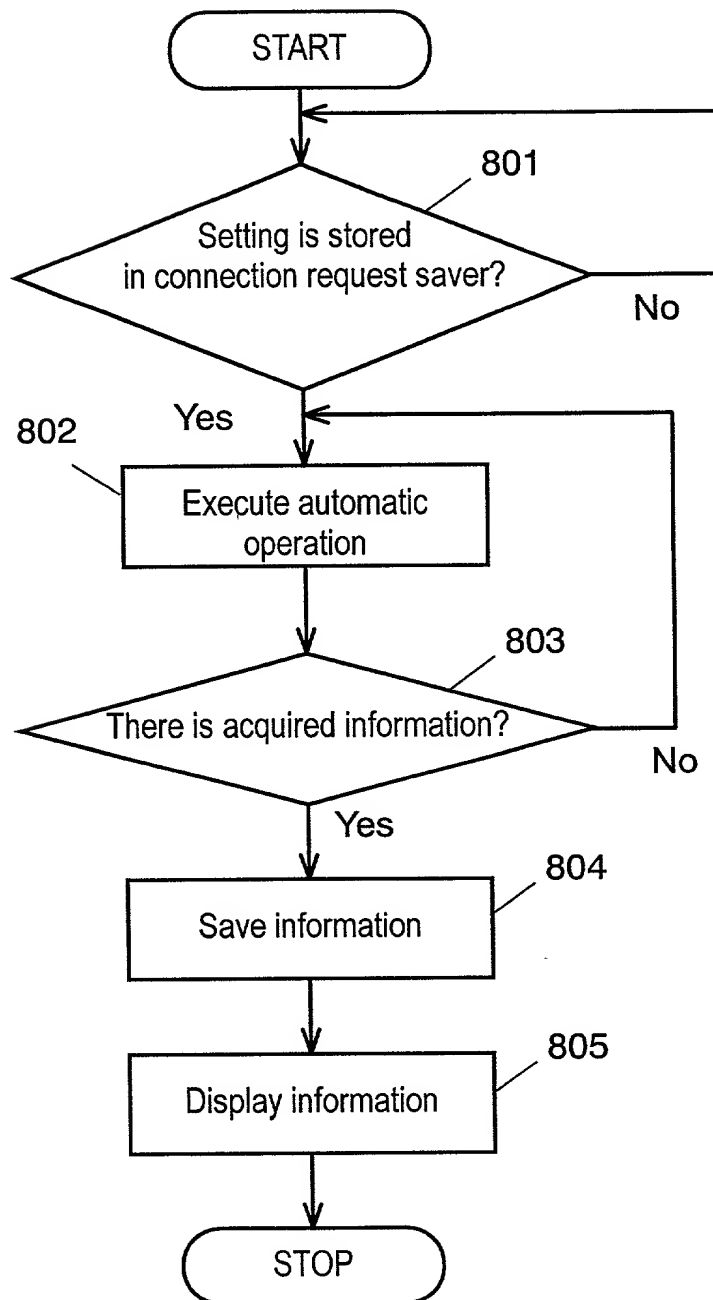 START
801
Setting is stored
in connection request saver?
No
Yes
802
Execute automatic
operation
803
There is acquired information?
No
Yes
804
Save information
805
Display information
STOP